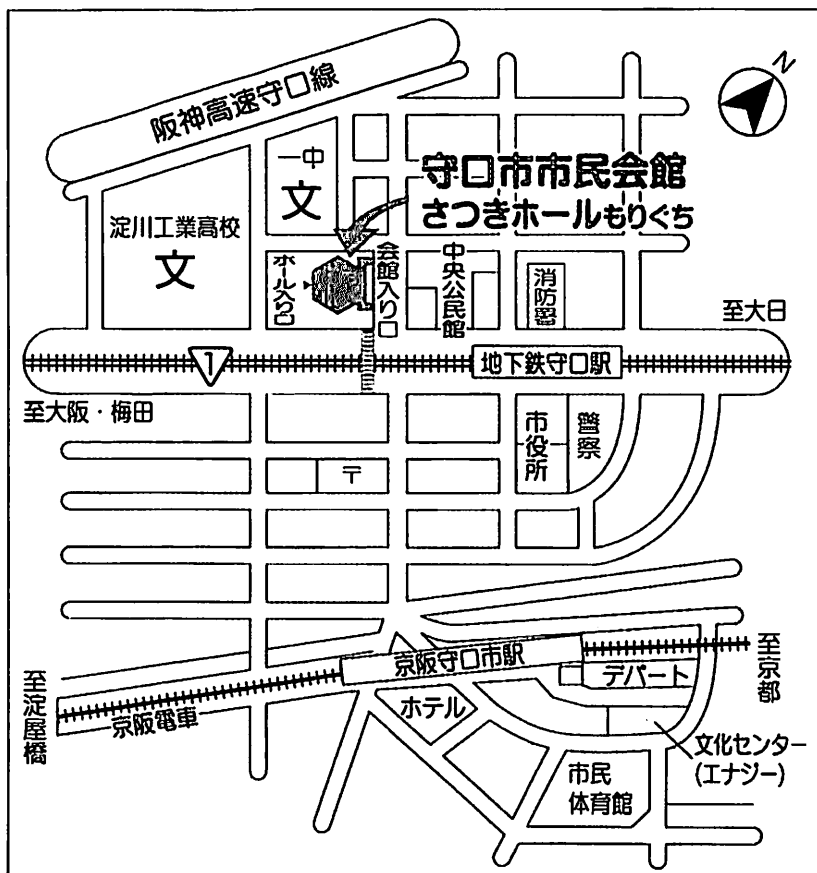 N
阪神高速守口線
一中
文
守口市市民会館
さつきホールもりぐち
淀川工業高校
文
ホール入り口
会館入り口
中央公民館
消防署
至大日
1
地下鉄守口駅
至大阪・梅田
市役所
警察
〒
京阪守口市駅
至京都
デパート
至淀屋橋
京阪電車
ホテル
文化センター
(エナジー)
市民
体育館